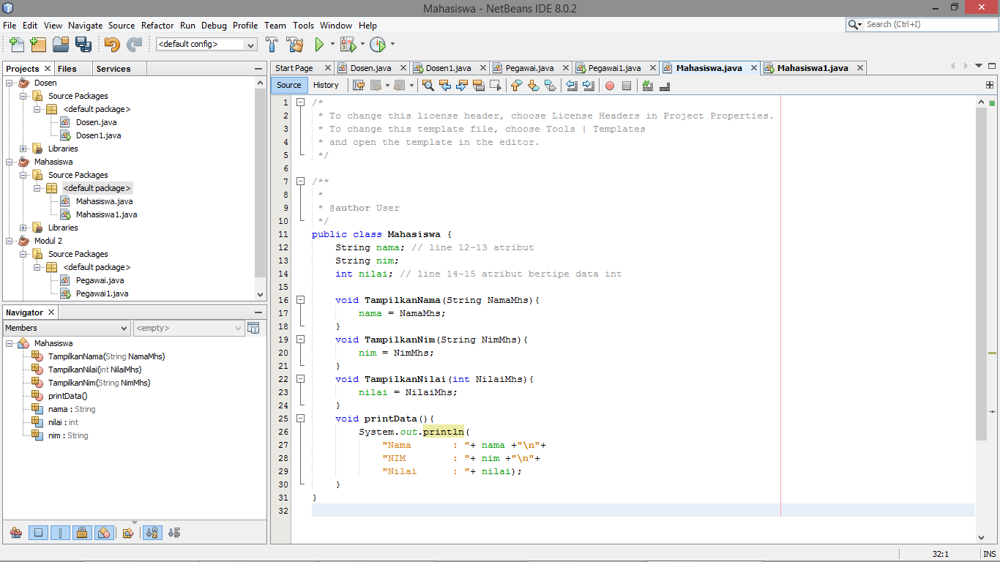 Mahasiswa - NetBeans IDE 8.0.2
File Edit View Navigate Source Refactor Run Debug Profile Team Tools Window Help
Search (Ctrl+I)
<default config>
Projects Files Services
Dosen
Source Packages
<default package>
Dosen.java
Dosen1.java
Libraries
Mahasiswa
Source Packages
<default package>
Mahasiswa.java
Mahasiswa1.java
Libraries
Modul 2
Source Packages
<default package>
Pegawai.java
Pegawai1.java
Navigator
Members <empty>
Mahasiswa
TampilkanNama(String NamaMhs)
TampilkanNilai(int NilaiMhs)
TampilkanNim(String NimMhs)
printData()
nama : String
nilai : int
nim : String
Start Page Dosen.java Dosen1.java Pegawai.java Pegawai1.java Mahasiswa.java Mahasiswa1.java
Source History
1 /*
2 * To change this license header, choose License Headers in Project Properties.
3 * To change this template file, choose Tools | Templates
4 * and open the template in the editor.
5 */
6
7 /**
8 *
9 * @author User
10 */
11 public class Mahasiswa {
12 String nama; // line 12-13 atribut
13 String nim;
14 int nilai; // line 14-15 atribut bertipe data int
15
16 void TampilkanNama(String NamaMhs){
17 nama = NamaMhs;
18 }
19 void TampilkanNim(String NimMhs){
20 nim = NimMhs;
21 }
22 void TampilkanNilai(int NilaiMhs){
23 nilai = NilaiMhs;
24 }
25 void printData(){
26 System.out.println(
27 "Nama : "+ nama +"\n"+
28 "NIM : "+ nim +"\n"+
29 "Nilai : "+ nilai);
30 }
31 }
32
32:1 INS